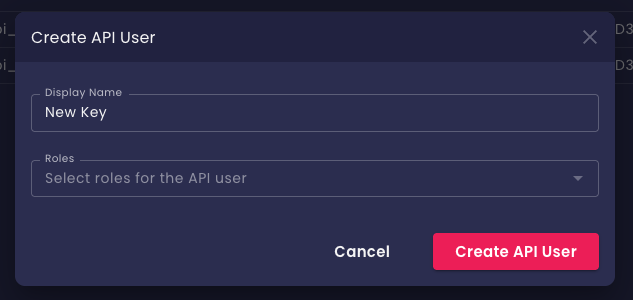 Create API User
Display Name
New Key
Roles
Select roles for the API user
Cancel
Create API User